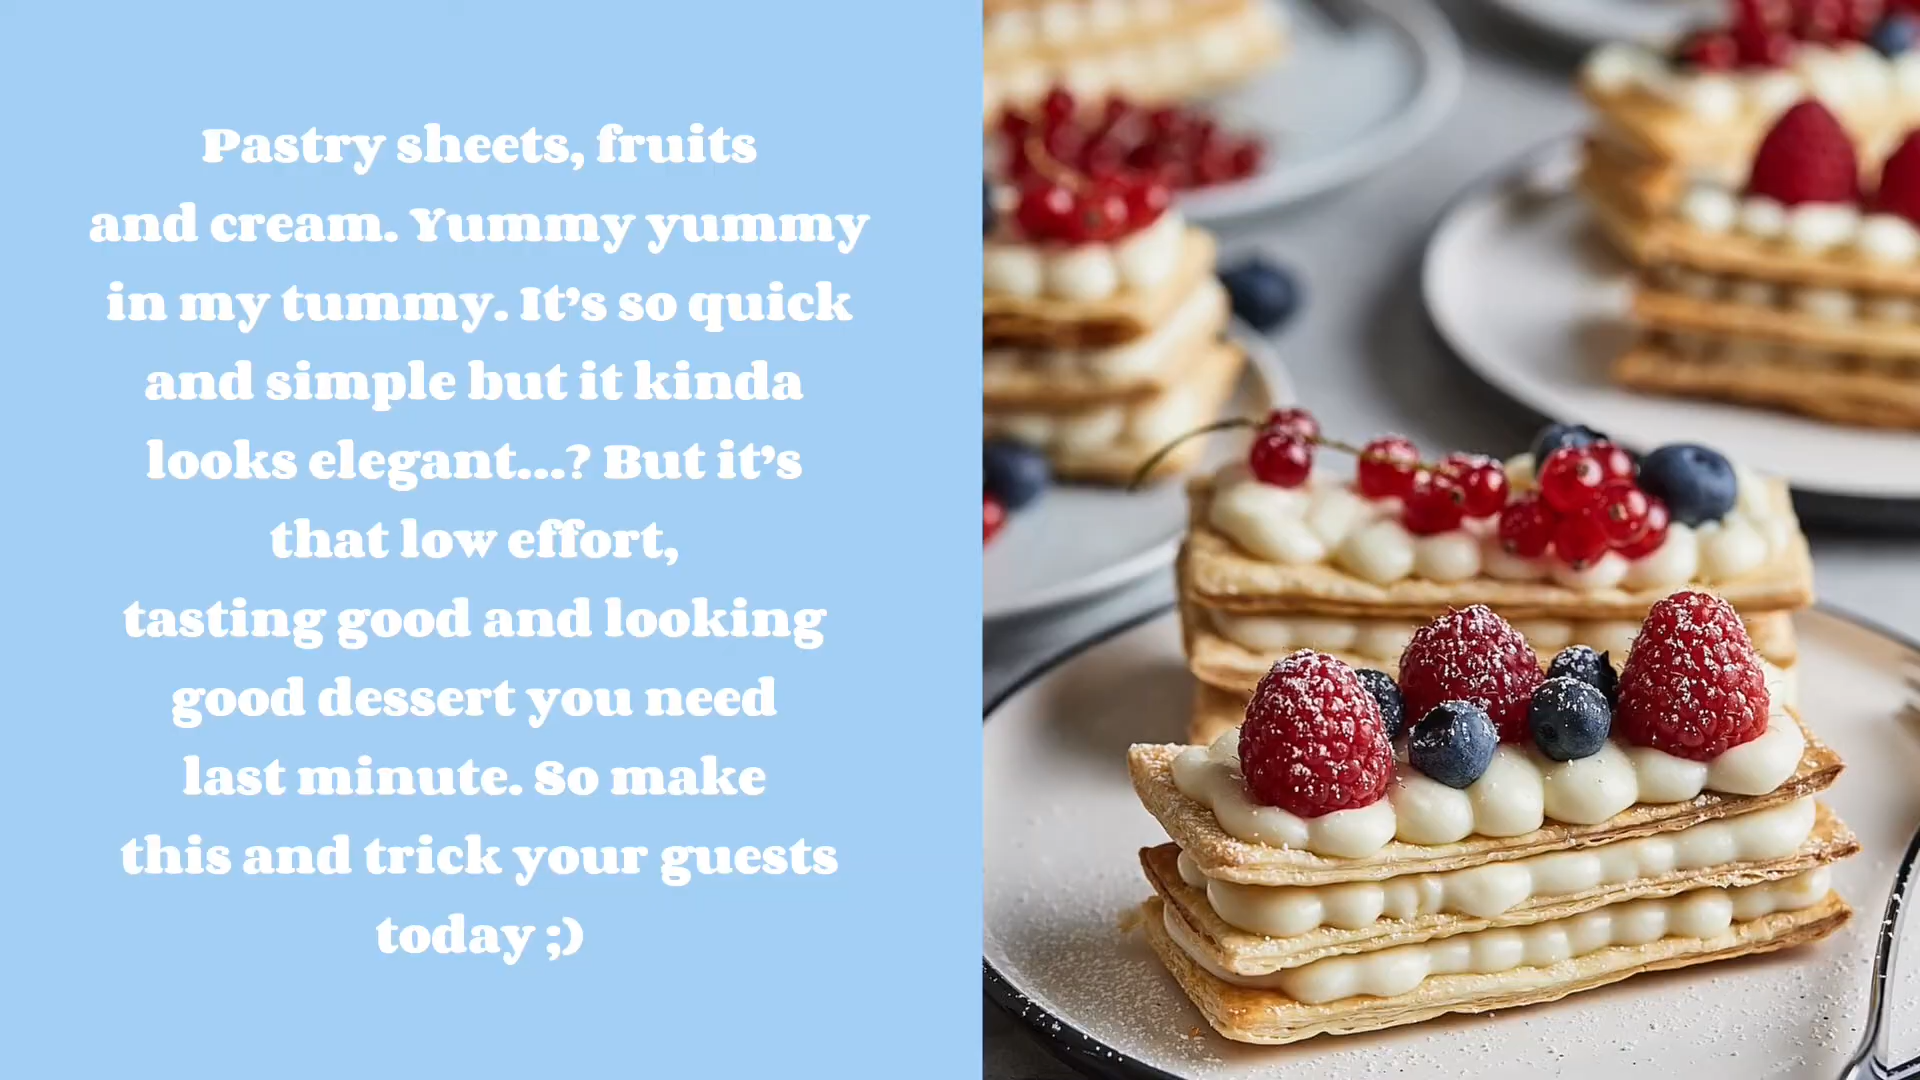 Pastry sheets, fruits
and cream. Yummy yummy
in my tummy. It’s so quick
and simple but it kinda
looks elegant...? But it’s
that low effort,
tasting good and looking
good dessert you need
last minute. So make
this and trick your guests
today ;)